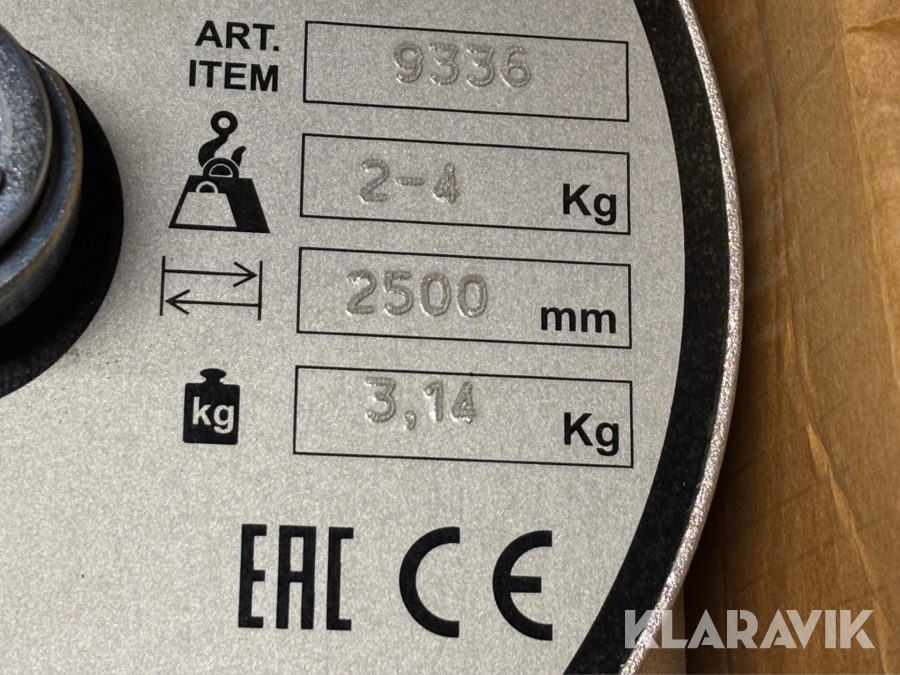 ART.
ITEM
9336
2-4 Kg
2500 mm
kg
3,14 Kg
EAC CE
KLARAVIK